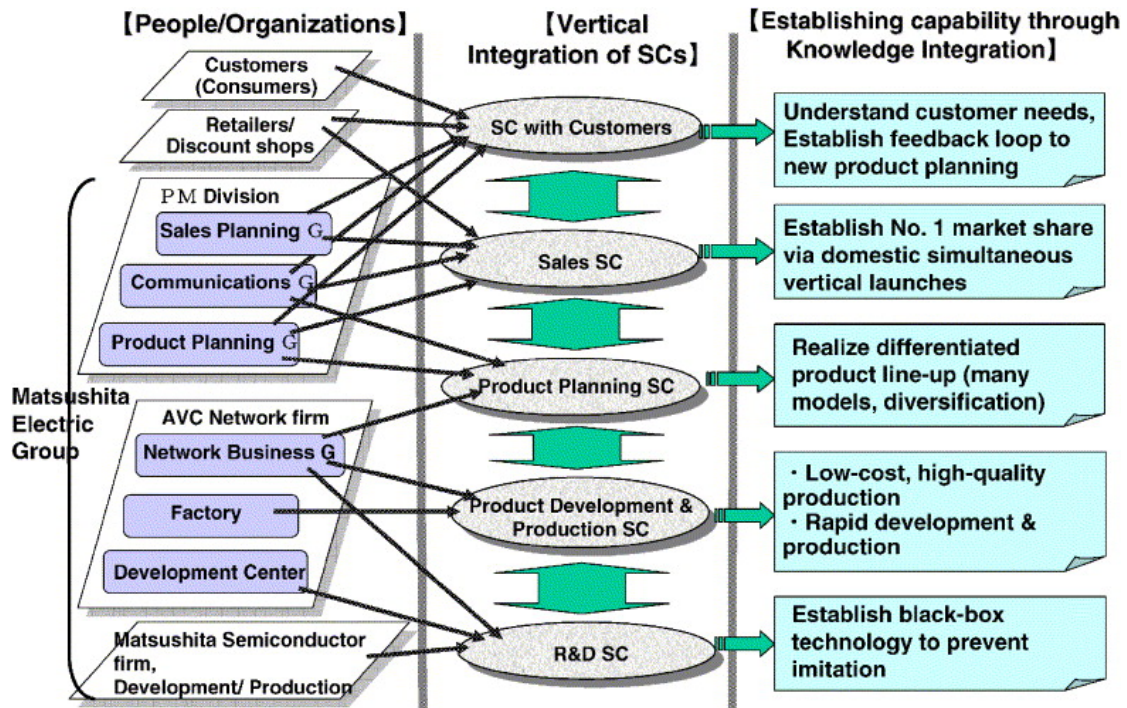 【People/Organizations】
Customers
(Consumers)
Retailers/
Discount shops
PM Division
Sales Planning G
Communications G
Product Planning G
Matsushita
Electric
Group
AVC Network firm
Network Business G
Factory
Development Center
Matsushita Semiconductor
firm,
Development/ Production
【Vertical
Integration of SCs】
SC with Customers
Sales SC
Product Planning SC
Product Development &
Production SC
R&D SC
【Establishing capability through
Knowledge Integration】
Understand customer needs,
Establish feedback loop to
new product planning
Establish No. 1 market share
via domestic simultaneous
vertical launches
Realize differentiated
product line-up (many
models, diversification)
・Low-cost, high-quality
production
・Rapid development &
production
Establish black-box
technology to prevent
imitation